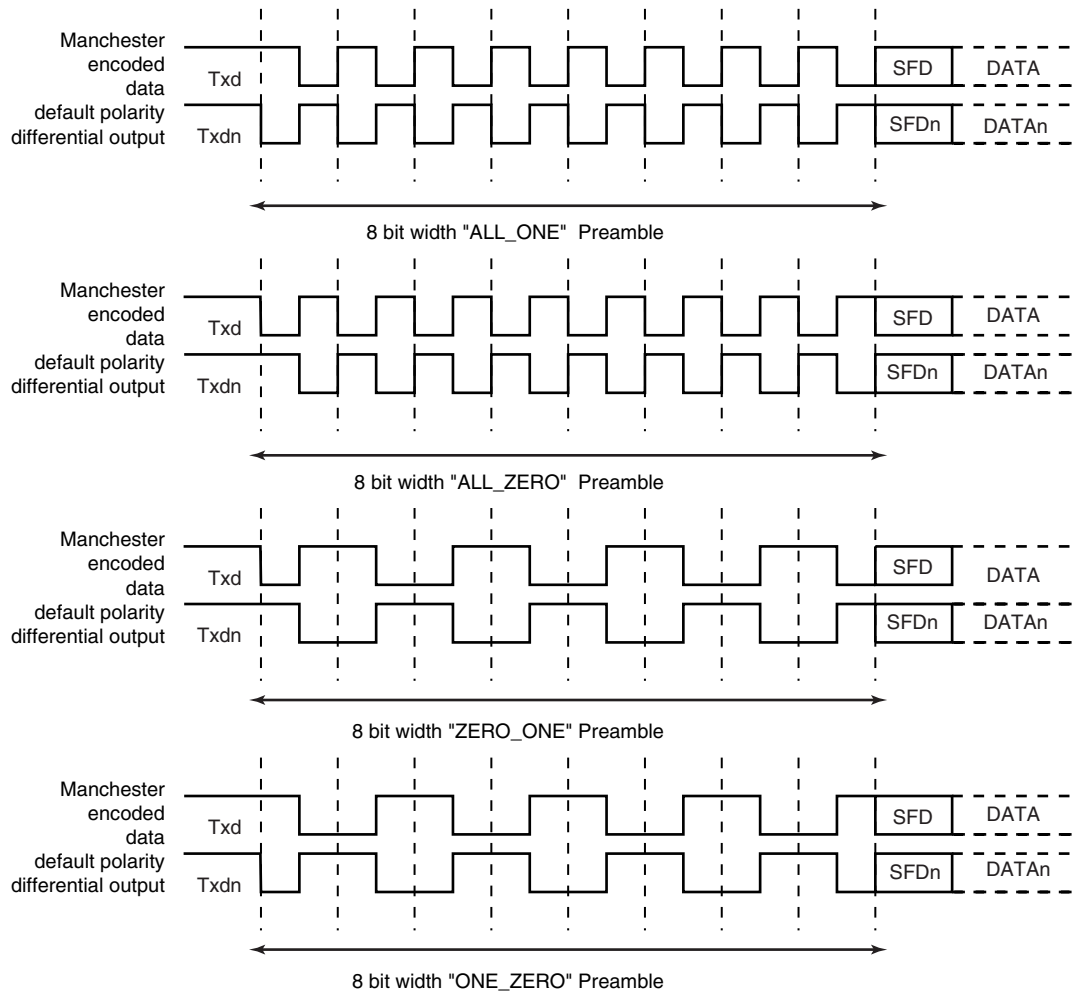 Manchester
encoded
data
default polarity
differential output
Txd
Txdn
SFD
DATA
SFDn
DATAn
8 bit width "ALL_ONE" Preamble
Manchester
encoded
data
default polarity
differential output
Txd
Txdn
SFD
DATA
SFDn
DATAn
8 bit width "ALL_ZERO" Preamble
Manchester
encoded
data
default polarity
differential output
Txd
Txdn
SFD
DATA
SFDn
DATAn
8 bit width "ZERO_ONE" Preamble
Manchester
encoded
data
default polarity
differential output
Txd
Txdn
SFD
DATA
SFDn
DATAn
8 bit width "ONE_ZERO" Preamble